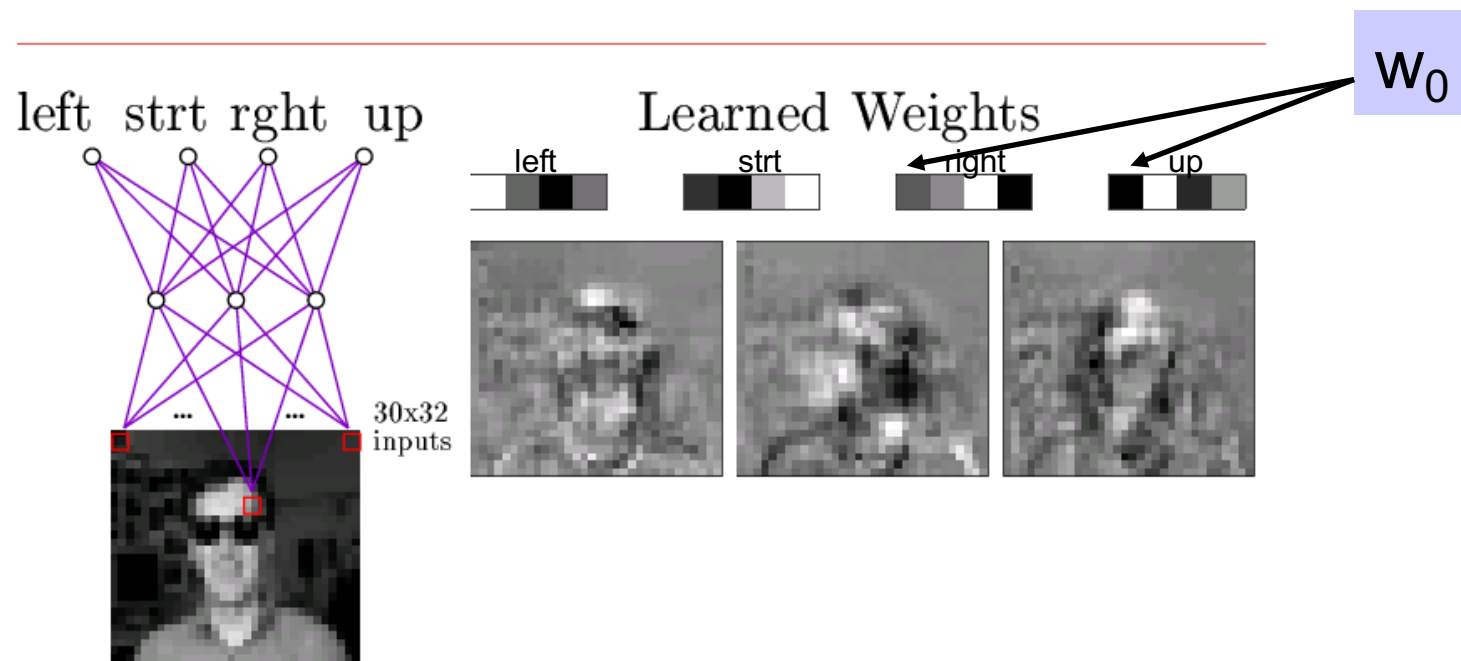 w0
left strt rght up
Learned Weights
left strt right up
... ...
30x32
inputs